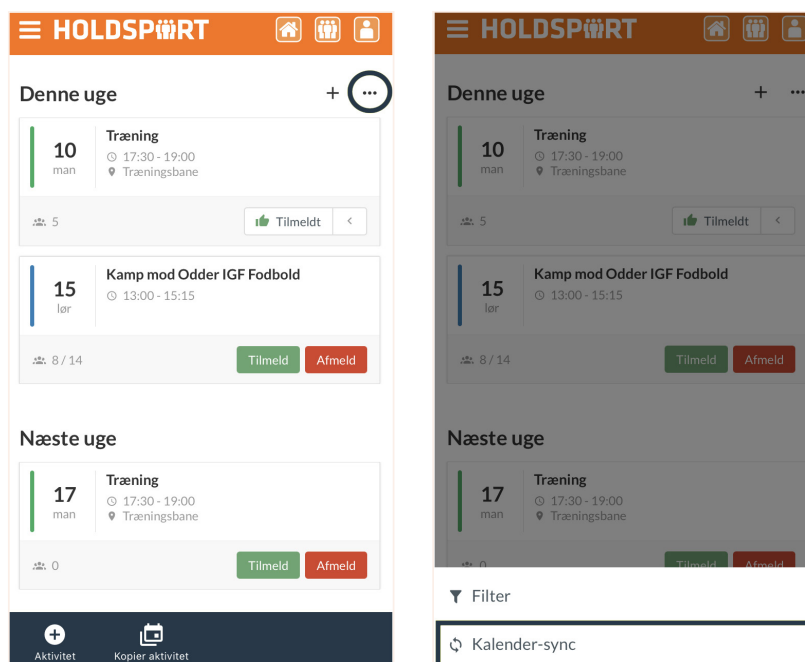 HOLDSPORT
Denne uge
10
man
Træning
17:30 - 19:00
Træningsbane
5
Tilmeldt
15
lør
Kamp mod Odder IGF Fodbold
13:00 - 15:15
8 / 14
Tilmeld
Afmeld
Næste uge
17
man
Træning
17:30 - 19:00
Træningsbane
0
Tilmeld
Afmeld
Aktivitet
Kopier aktivitet
HOLDSPORT
Denne uge
10
man
Træning
17:30 - 19:00
Træningsbane
5
Tilmeldt
15
lør
Kamp mod Odder IGF Fodbold
13:00 - 15:15
8 / 14
Tilmeld
Afmeld
Næste uge
17
man
Træning
17:30 - 19:00
Træningsbane
0
Tilmeld
Afmeld
Filter
Kalender-sync